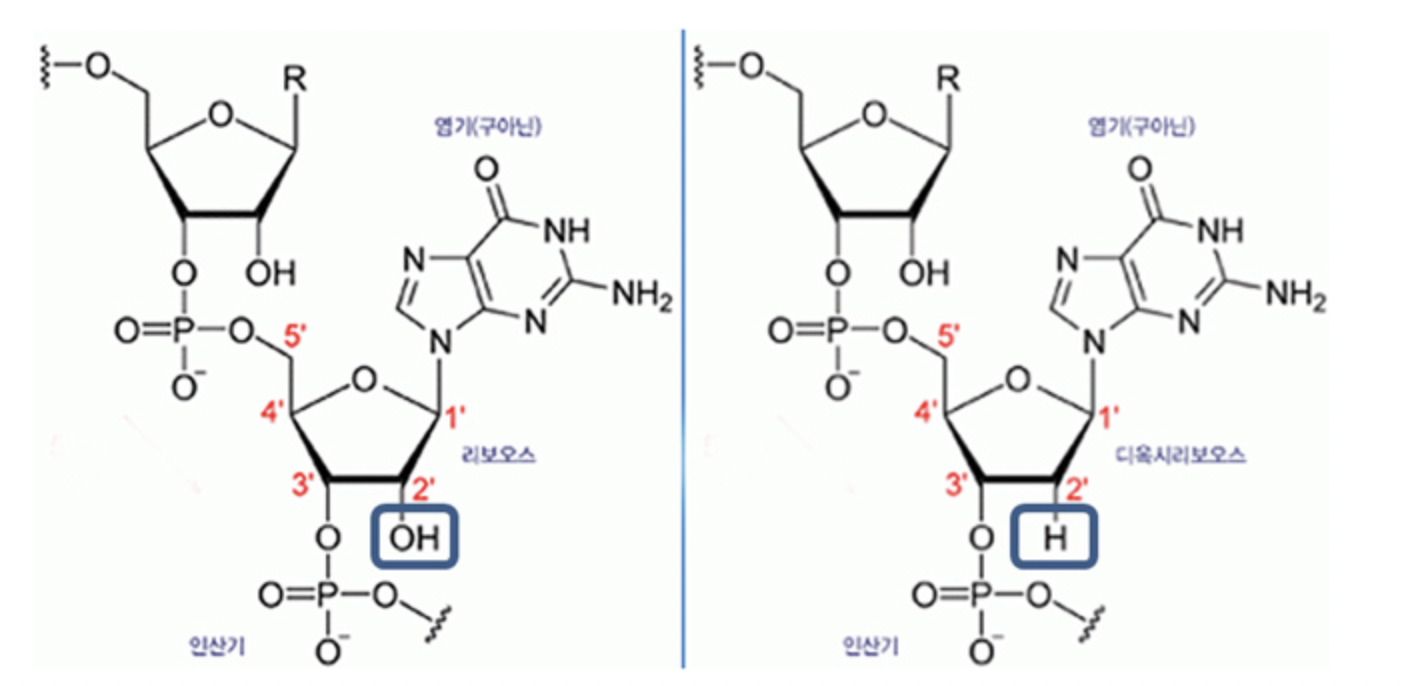 O R
O
염기(구아닌)
O
NH
N
O OH
NH₂
N
O=P-O 5'
N
O⁻
O
4' 1'
리보오스
3' 2'
O OH
O=P-O
인산기
O⁻
O R
O
염기(구아닌)
O
NH
N
O OH
NH₂
N
O=P-O 5'
N
O⁻
O
4' 1'
디옥시리보오스
3' 2'
O H
O=P-O
인산기
O⁻